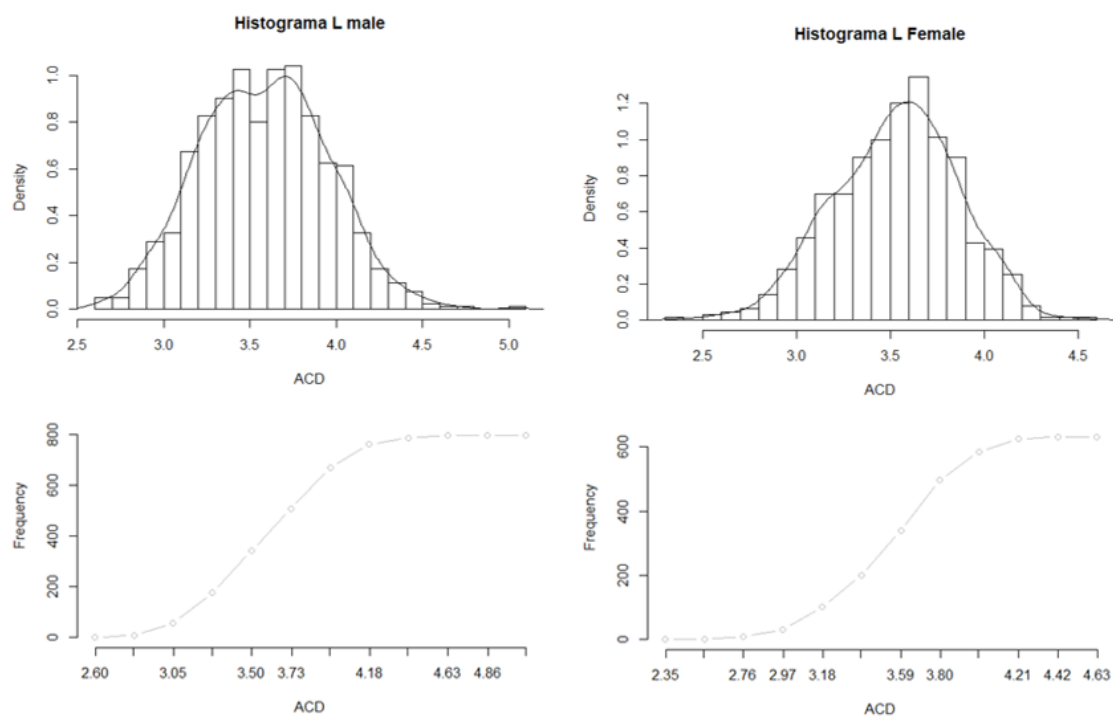 Histograma L male
Density
0.0 0.2 0.4 0.6 0.8 1.0
2.5 3.0 3.5 4.0 4.5 5.0
ACD
Histograma L Female
Density
0.0 0.2 0.4 0.6 0.8 1.0 1.2
2.5 3.0 3.5 4.0 4.5
ACD
Frequency
0 200 400 600 800
2.60 3.05 3.50 3.73 4.18 4.63 4.86
ACD
Frequency
0 200 400 600
2.35 2.76 2.97 3.18 3.59 3.80 4.21 4.42 4.63
ACD